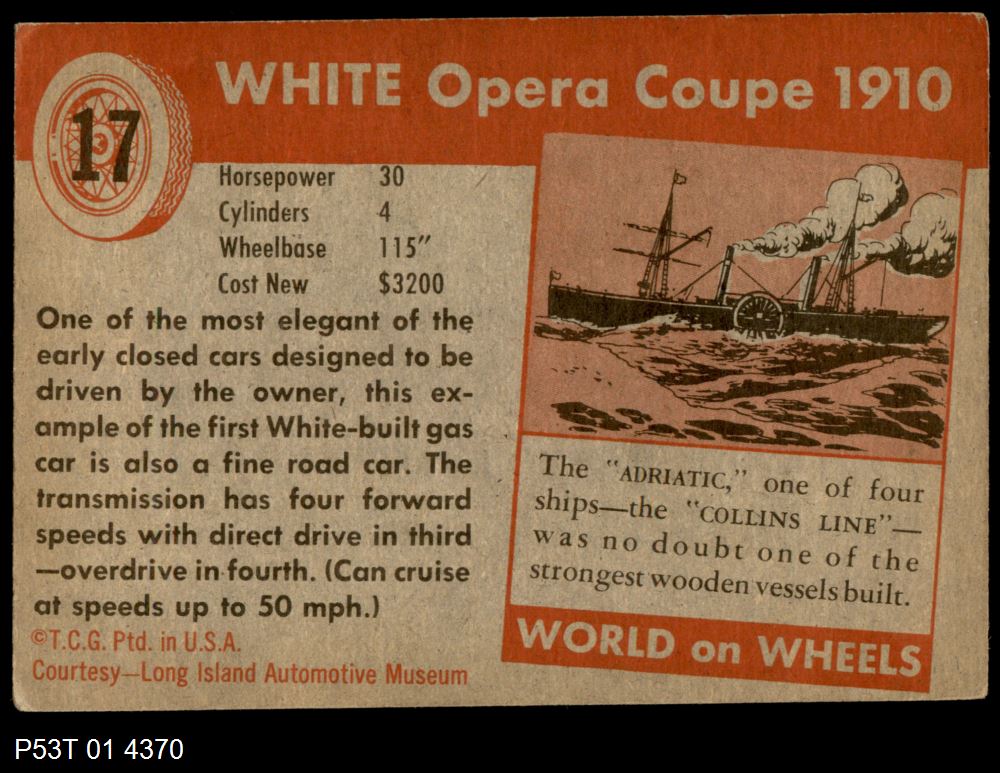 17
WHITE Opera Coupe 1910
Horsepower 30
Cylinders 4
Wheelbase 115"
Cost New $3200
One of the most elegant of the
early closed cars designed to be
driven by the owner, this ex-
ample of the first White-built gas
car is also a fine road car. The
transmission has four forward
speeds with direct drive in third
—overdrive in fourth. (Can cruise
at speeds up to 50 mph.)
©T.C.G. Ptd. in U.S.A.
Courtesy—Long Island Automotive Museum
The "ADRIATIC," one of four
ships—the "COLLINS LINE"—
was no doubt one of the
strongest wooden vessels built.
WORLD on WHEELS
P53T 01 4370